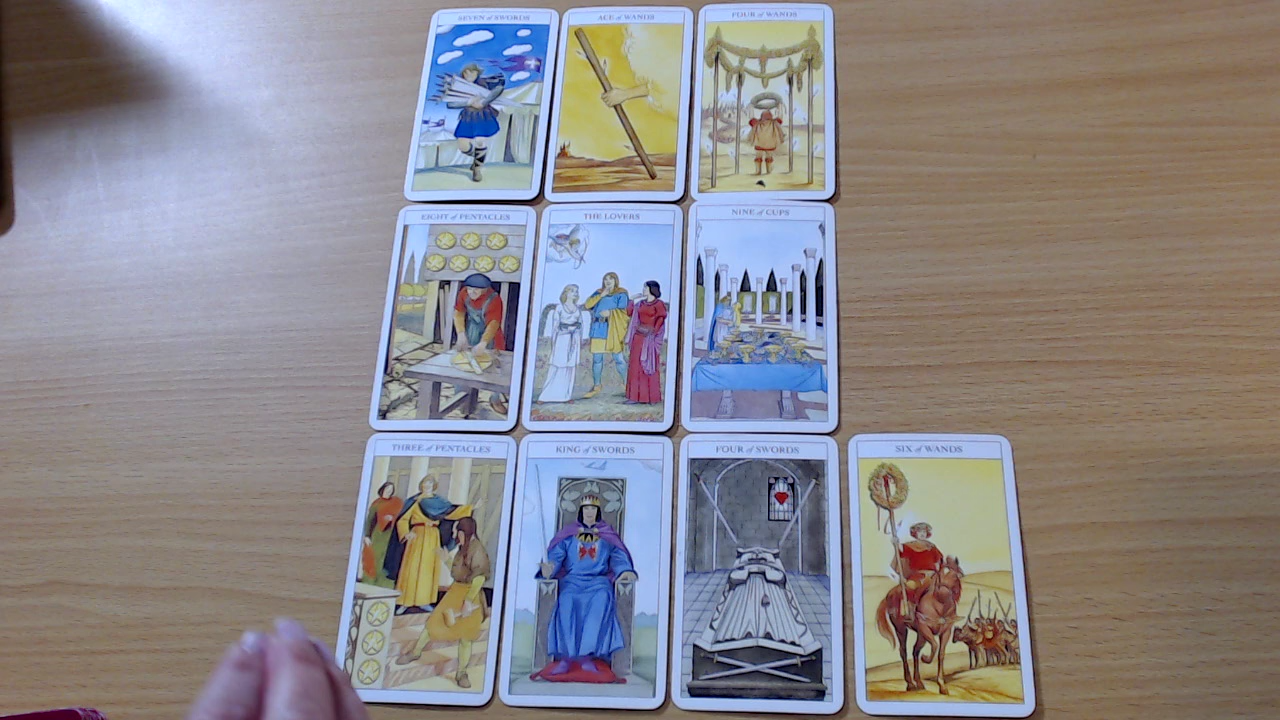 SEVEN of SWORDS
ACE of WANDS
FOUR of WANDS
EIGHT of PENTACLES
THE LOVERS
NINE of CUPS
THREE of PENTACLES
KING of SWORDS
FOUR of SWORDS
SIX of WANDS